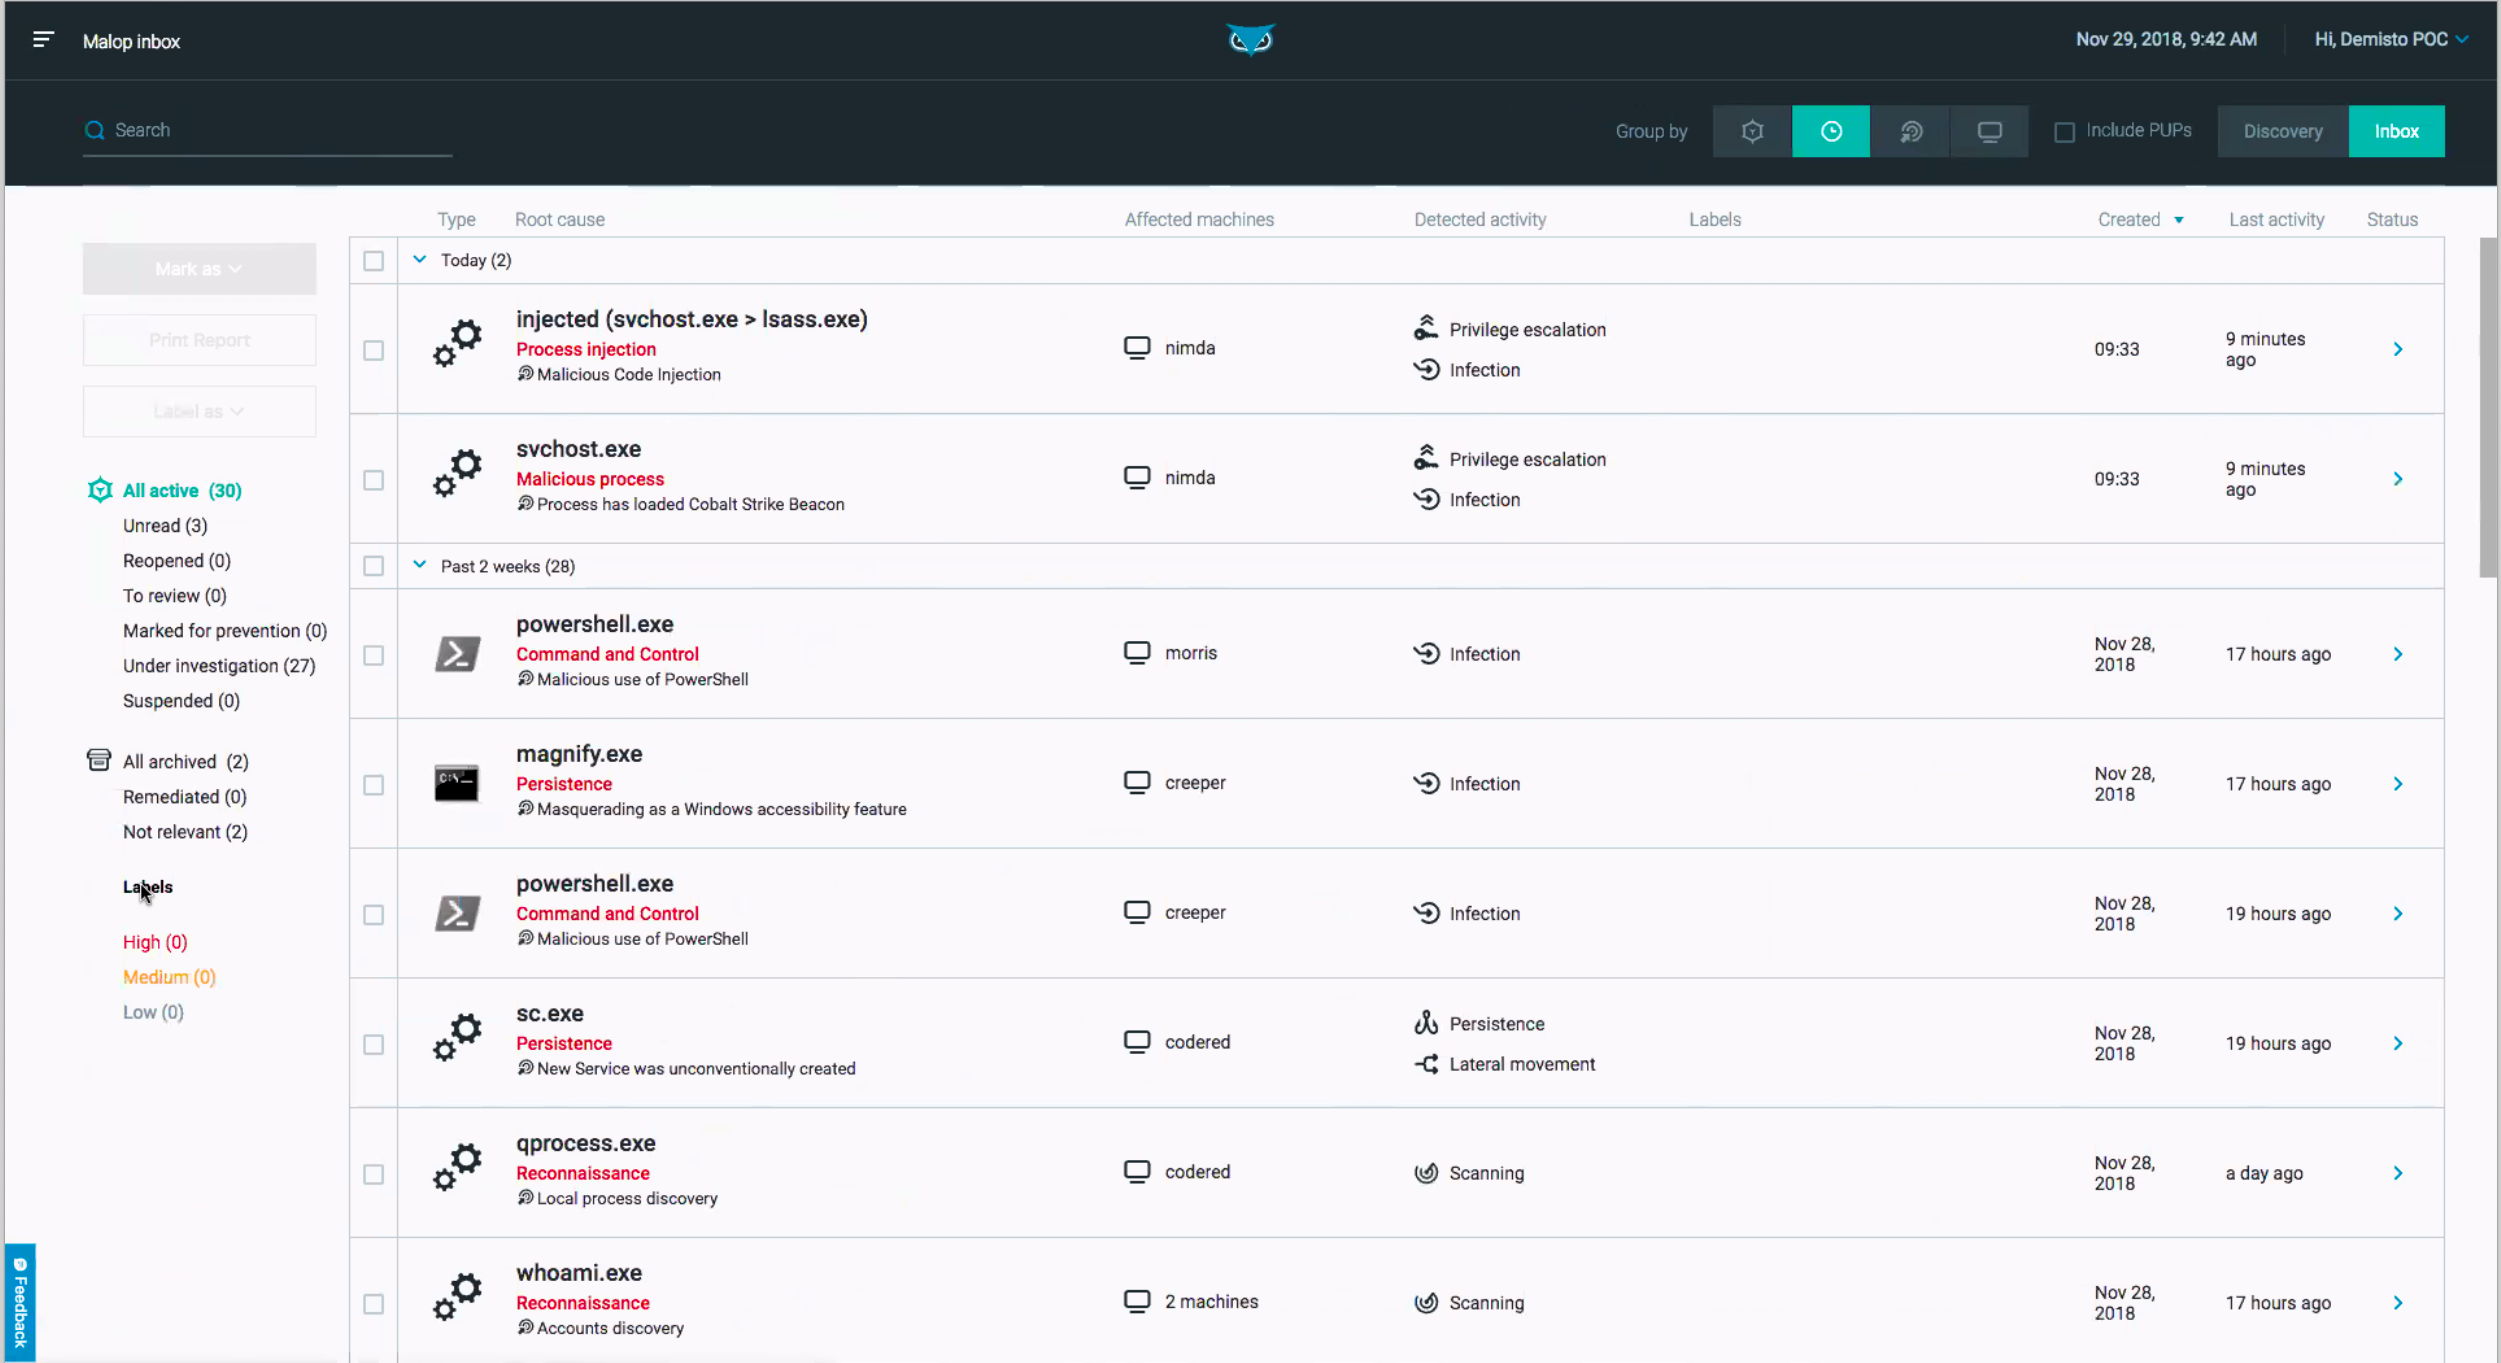 Malop inbox
Nov 29, 2018, 9:42 AM
Hi, Demisto POC
Search
Group by
Include PUPs
Discovery
Inbox
Type
Root cause
Affected machines
Detected activity
Labels
Created
Last activity
Status
Mark as
Print Report
Label as
All active (30)
Unread (3)
Reopened (0)
To review (0)
Marked for prevention (0)
Under investigation (27)
Suspended (0)
All archived (2)
Remediated (0)
Not relevant (2)
Labels
High (0)
Medium (0)
Low (0)
Feedback
Today (2)
injected (svchost.exe > lsass.exe)
Process injection
Malicious Code Injection
nimda
Privilege escalation
Infection
09:33
9 minutes
ago
svchost.exe
Malicious process
Process has loaded Cobalt Strike Beacon
nimda
Privilege escalation
Infection
09:33
9 minutes
ago
Past 2 weeks (28)
powershell.exe
Command and Control
Malicious use of PowerShell
morris
Infection
Nov 28,
2018
17 hours ago
C:\_
magnify.exe
Persistence
Masquerading as a Windows accessibility feature
creeper
Infection
Nov 28,
2018
17 hours ago
powershell.exe
Command and Control
Malicious use of PowerShell
creeper
Infection
Nov 28,
2018
19 hours ago
sc.exe
Persistence
New Service was unconventionally created
codered
Persistence
Lateral movement
Nov 28,
2018
19 hours ago
qprocess.exe
Reconnaissance
Local process discovery
codered
Scanning
Nov 28,
2018
a day ago
whoami.exe
Reconnaissance
Accounts discovery
2 machines
Scanning
Nov 28,
2018
17 hours ago